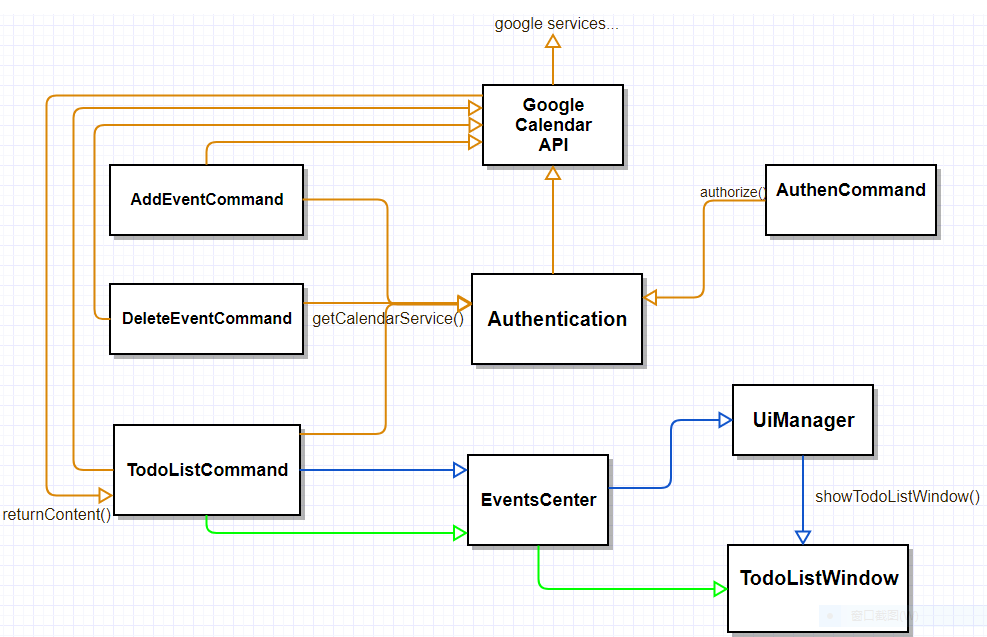 google services...
Google
Calendar
API
AddEventCommand
authorize()
AuthenCommand
DeleteEventCommand
getCalendarService()
Authentication
UiManager
TodoListCommand
EventsCenter
showTodoListWindow()
returnContent()
TodoListWindow